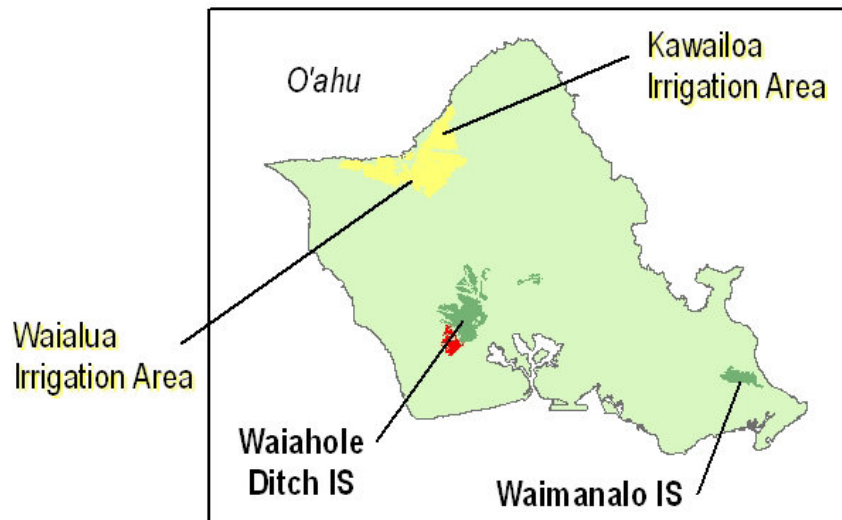 O'ahu
Kawailoa
Irrigation Area
Waialua
Irrigation Area
Waiahole
Ditch IS
Waimanalo IS